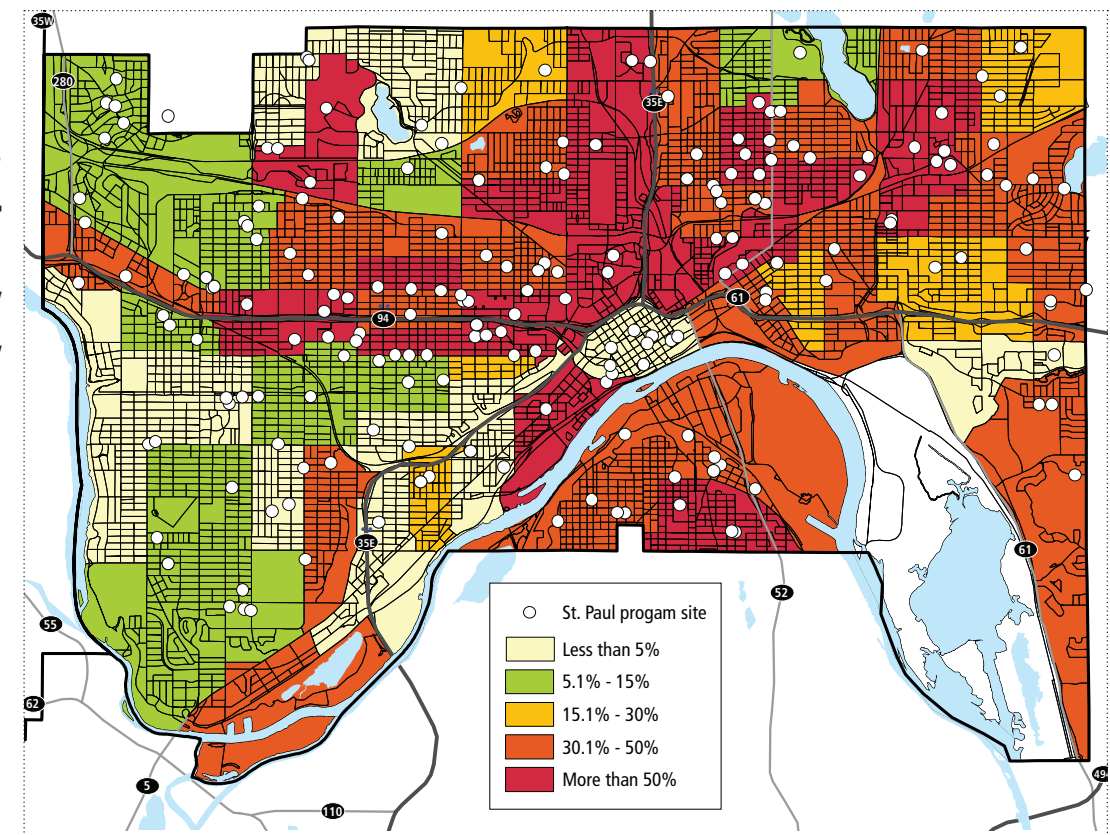 35W
280
35E
61
94
35E
61
52
55
62
5
110
49
St. Paul progam site
Less than 5%
5.1% - 15%
15.1% - 30%
30.1% - 50%
More than 50%